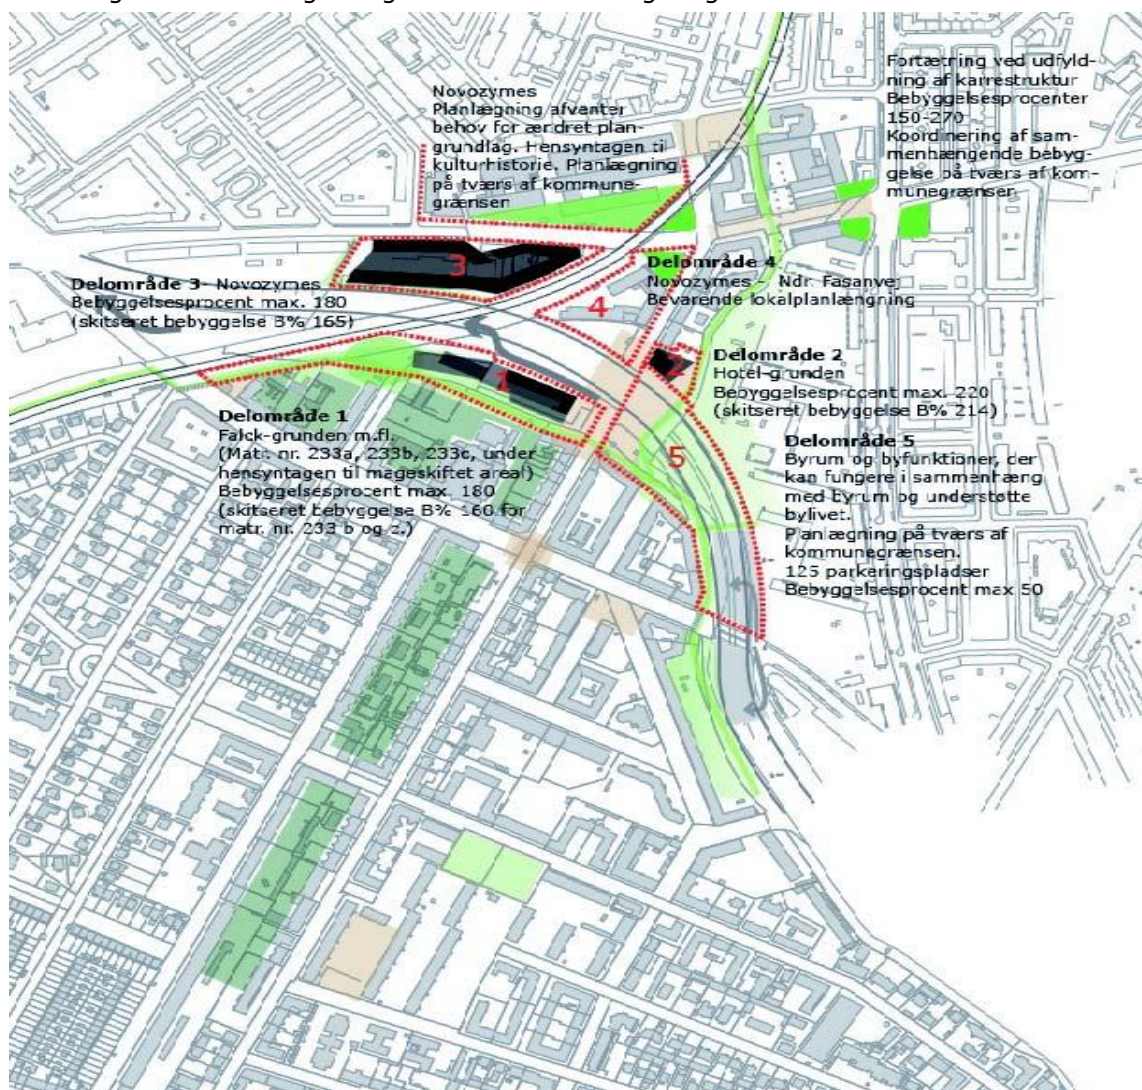 Novozymes
Planlægning afventer
behov for ændret plan-
grundlag. Hensyntagen til
kulturhistorie. Planlægning
på tværs af kommune-
grænsen
Fortætning ved udfyld-
ning af karrestruktur
Bebyggelsesprocenter
150-270
Koordinering af sam-
menhængende bebyg-
gelse på tværs af kom-
munegrænsen
3
Delområde 3- Novozymes
Bebyggelsesprocent max. 180
(skitseret bebyggelse B% 165)
Delområde 4
Novozymes - Ndr. Fasanvej
Bevarende lokalplanlægning
4
2
Delområde 2
Hotel-grunden
Bebyggelsesprocent max. 220
(skitseret bebyggelse B% 214)
1
Delområde 1
Falck-grunden m.fl.
(Matr. nr. 233a, 233b, 233c, under
hensyntagen til mageskiftet areal)
Bebyggelsesprocent max. 180
(skitseret bebyggelse B% 160 for
matr. nr. 233 b og z.)
5
Delområde 5
Byrum og byfunktioner, der
kan fungere i sammenhæng
med byrum og understøtte
bylivet.
Planlægning på tværs af
kommunegrænsen.
125 parkeringspladser
Bebyggelsesprocent max 50